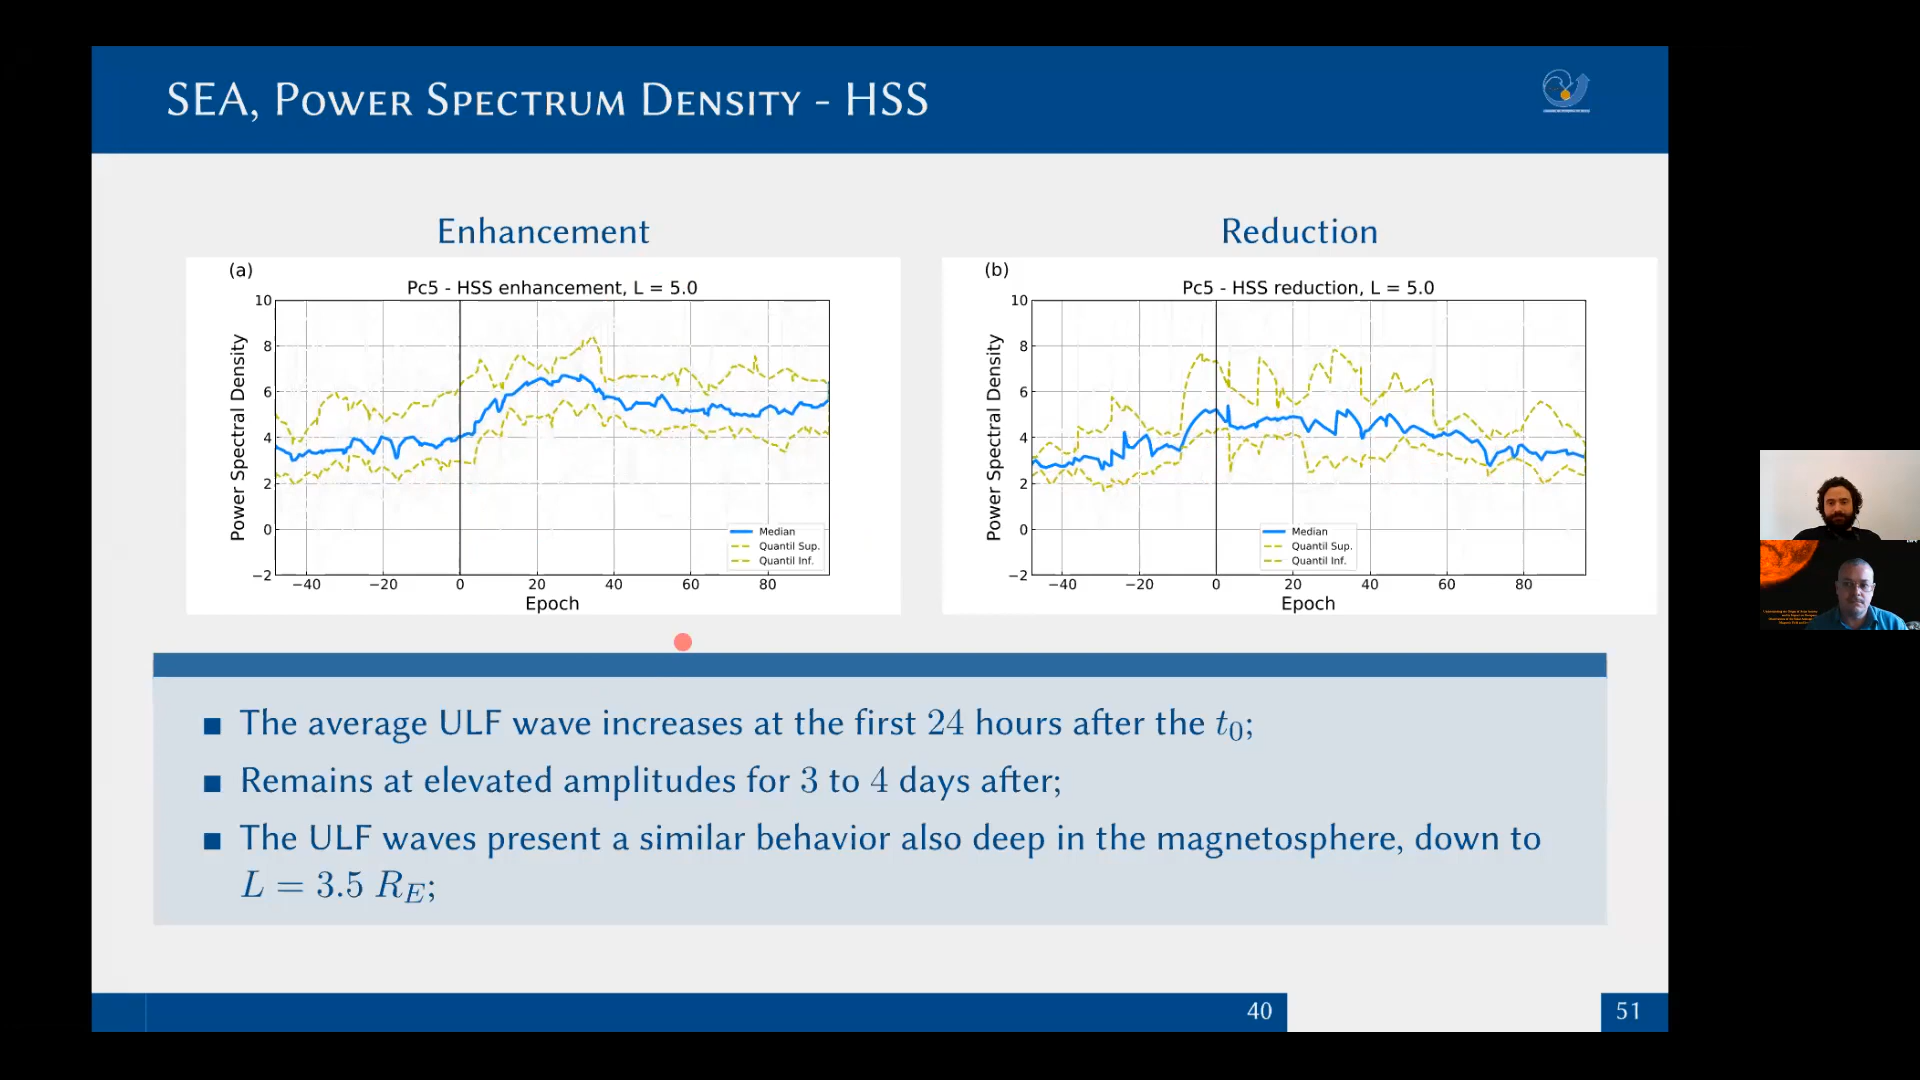 SEA, Power Spectrum Density - HSS
Enhancement
Reduction
(a)
Pc5 - HSS enhancement, L = 5.0
Power Spectral Density
10
8
6
4
2
0
−2
−40
−20
0
20
40
60
80
Epoch
Median
Quantil Sup.
Quantil Inf.
(b)
Pc5 - HSS reduction, L = 5.0
Power Spectral Density
10
8
6
4
2
0
−2
−40
−20
0
20
40
60
80
Epoch
Median
Quantil Sup.
Quantil Inf.
The average ULF wave increases at the first 24 hours after the t₀;
Remains at elevated amplitudes for 3 to 4 days after;
The ULF waves present a similar behavior also deep in the magnetosphere, down to
L = 3.5 R_E;
40
51